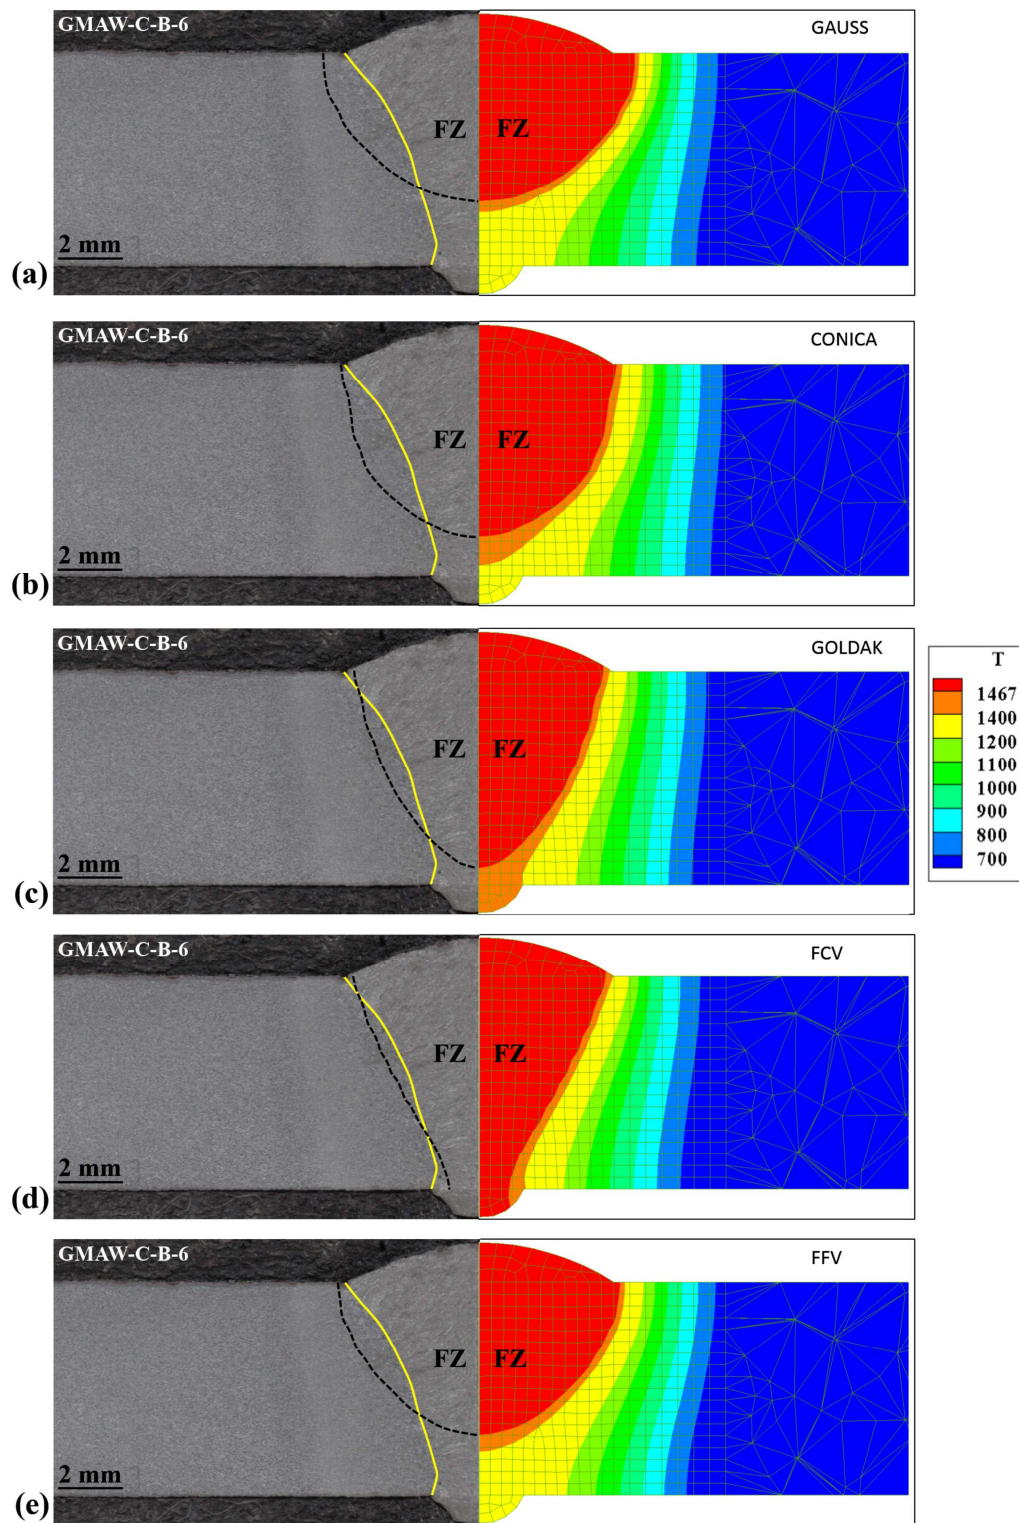 GMAW-C-B-6
GAUSS
FZ FZ
2 mm
(a)
GMAW-C-B-6
CONICA
FZ FZ
2 mm
(b)
GMAW-C-B-6
GOLDAK
FZ FZ
2 mm
(c)
T
1467
1400
1200
1100
1000
900
800
700
GMAW-C-B-6
FCV
FZ FZ
2 mm
(d)
GMAW-C-B-6
FFV
FZ FZ
2 mm
(e)